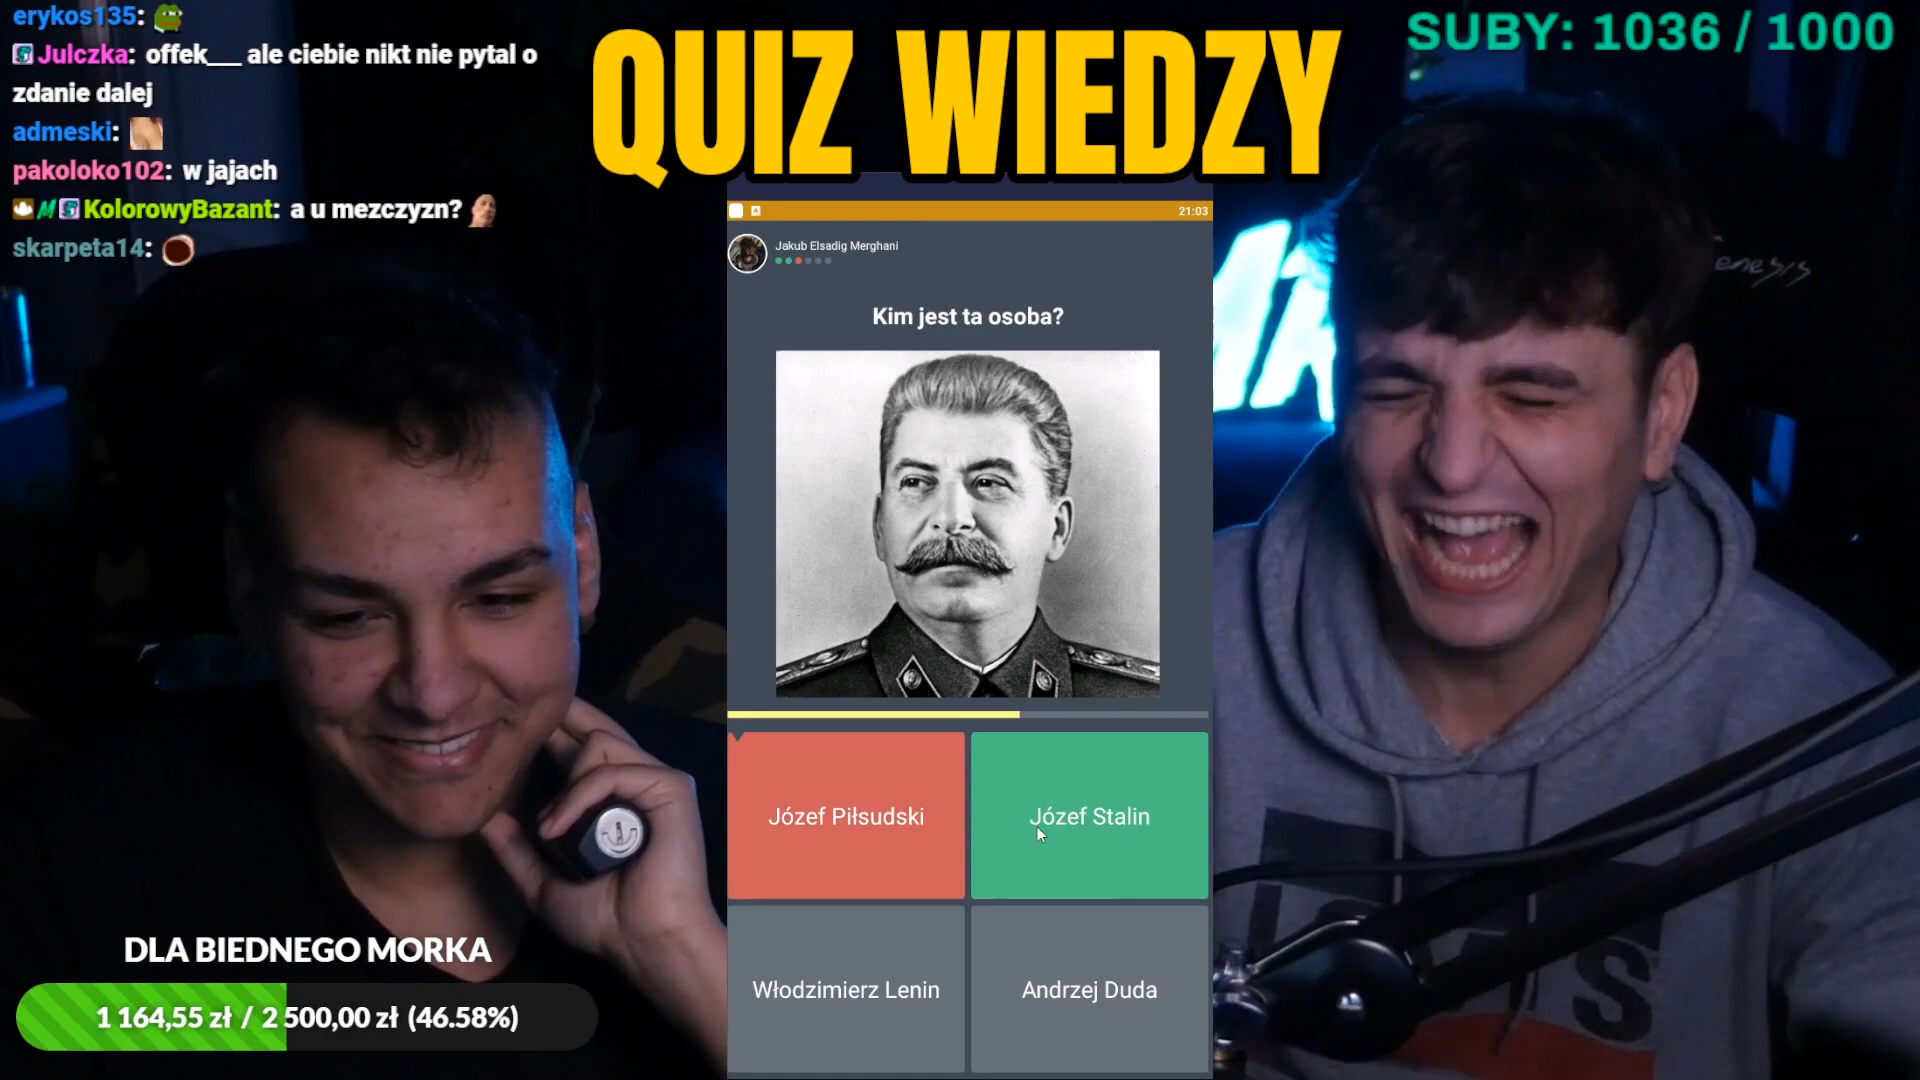 erykos135:
Julczka: offek___ ale ciebie nikt nie pytal o
zdanie dalej
admeski:
pakoloko102: w jajach
KolorowyBazant: a u mezczyzn?
skarpeta14:
QUIZ WIEDZY
SUBY: 1036 / 1000
21:03
Jakub Elsadig Merghani
Kim jest ta osoba?
Józef Piłsudski
Józef Stalin
Włodzimierz Lenin
Andrzej Duda
DLA BIEDNEGO MORKA
1 164,55 zł / 2 500,00 zł (46.58%)